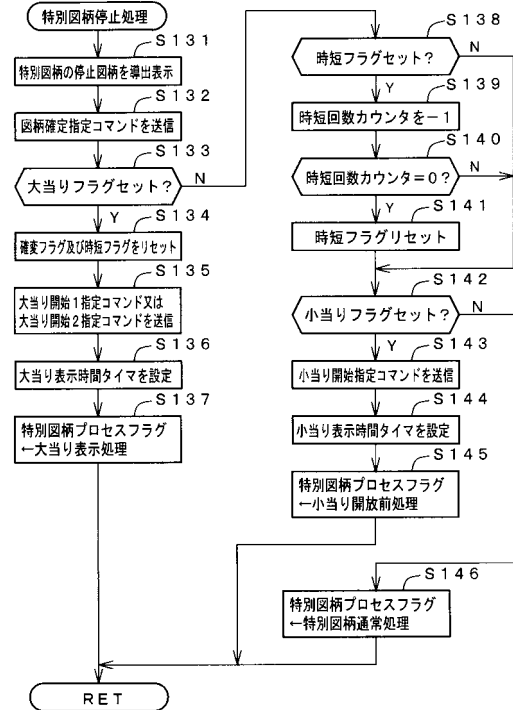 特別図柄停止処理
S131
特別図柄の停止図柄を導出表示
S132
図柄確定指定コマンドを送信
S133
大当りフラグセット?
N
Y
S134
確変フラグ及び時短フラグをリセット
S135
大当り開始1指定コマンド又は
大当り開始2指定コマンドを送信
S136
大当り表示時間タイマを設定
S137
特別図柄プロセスフラグ
←大当り表示処理
S138
時短フラグセット?
N
Y
S139
時短回数カウンタを-1
S140
時短回数カウンタ=0?
N
Y
S141
時短フラグリセット
S142
小当りフラグセット?
N
Y
S143
小当り開始指定コマンドを送信
S144
小当り表示時間タイマを設定
S145
特別図柄プロセスフラグ
←小当り開放前処理
S146
特別図柄プロセスフラグ
←特別図柄通常処理
RET